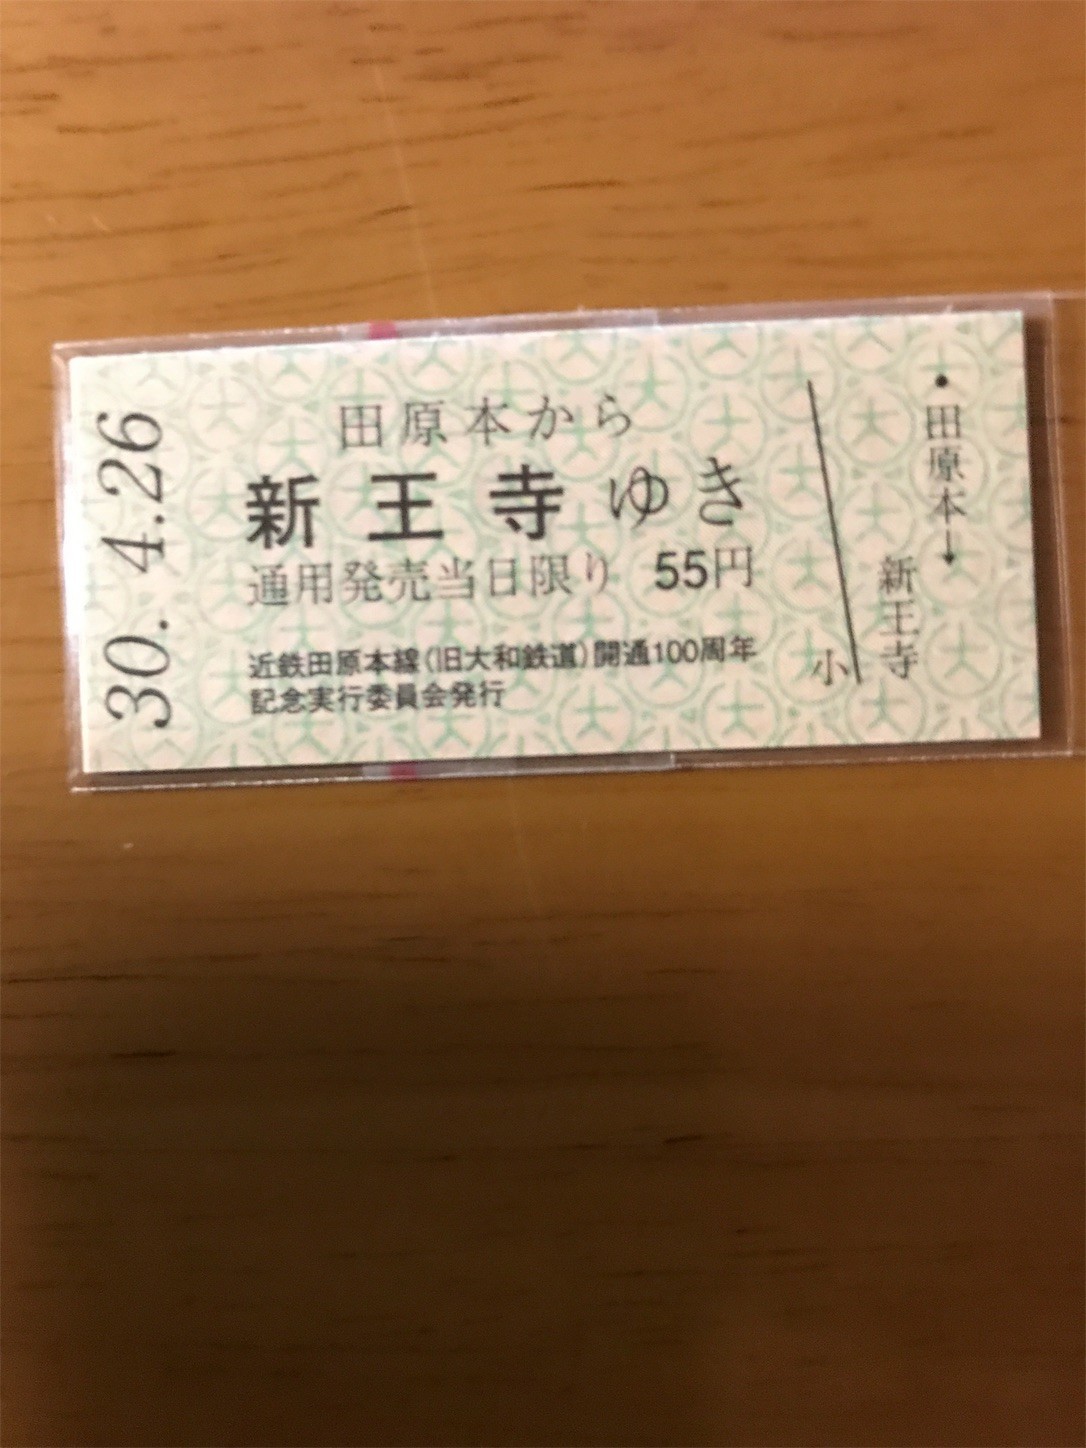 30. 4.26
田原本から
新王寺ゆき
通用発売当日限り 55円
近鉄田原本線(旧大和鉄道)開通100周年
記念実行委員会発行
小
・田原本→
新王寺